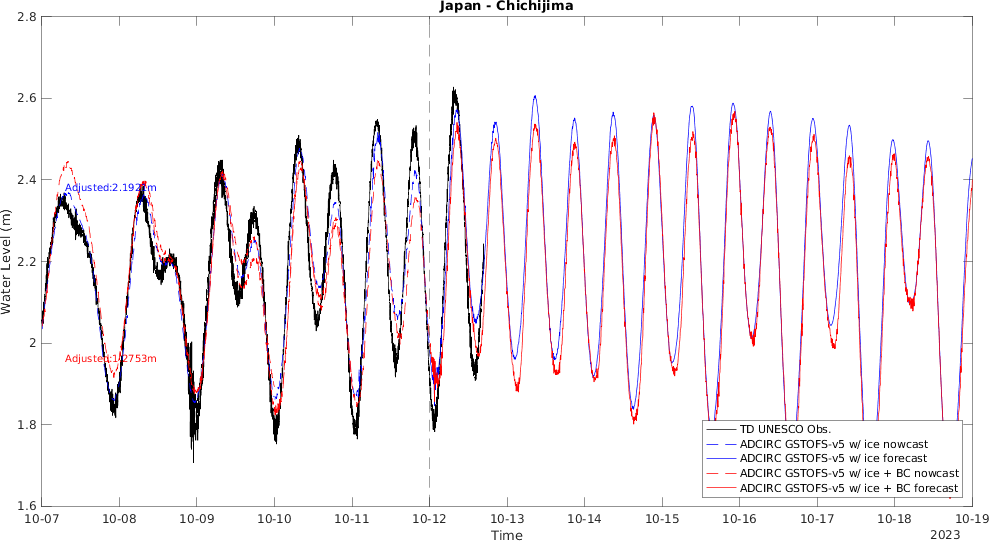 Japan - Chichijima
2.8
2.6
2.4
2.2
2
1.8
1.6
Water Level (m)
Adjusted:2.1922m
Adjusted:1.2753m
TD UNESCO Obs.
ADCIRC GSTOFS-v5 w/ ice nowcast
ADCIRC GSTOFS-v5 w/ ice forecast
ADCIRC GSTOFS-v5 w/ ice + BC nowcast
ADCIRC GSTOFS-v5 w/ ice + BC forecast
10-07 10-08 10-09 10-10 10-11 10-12 10-13 10-14 10-15 10-16 10-17 10-18 10-19
Time
2023